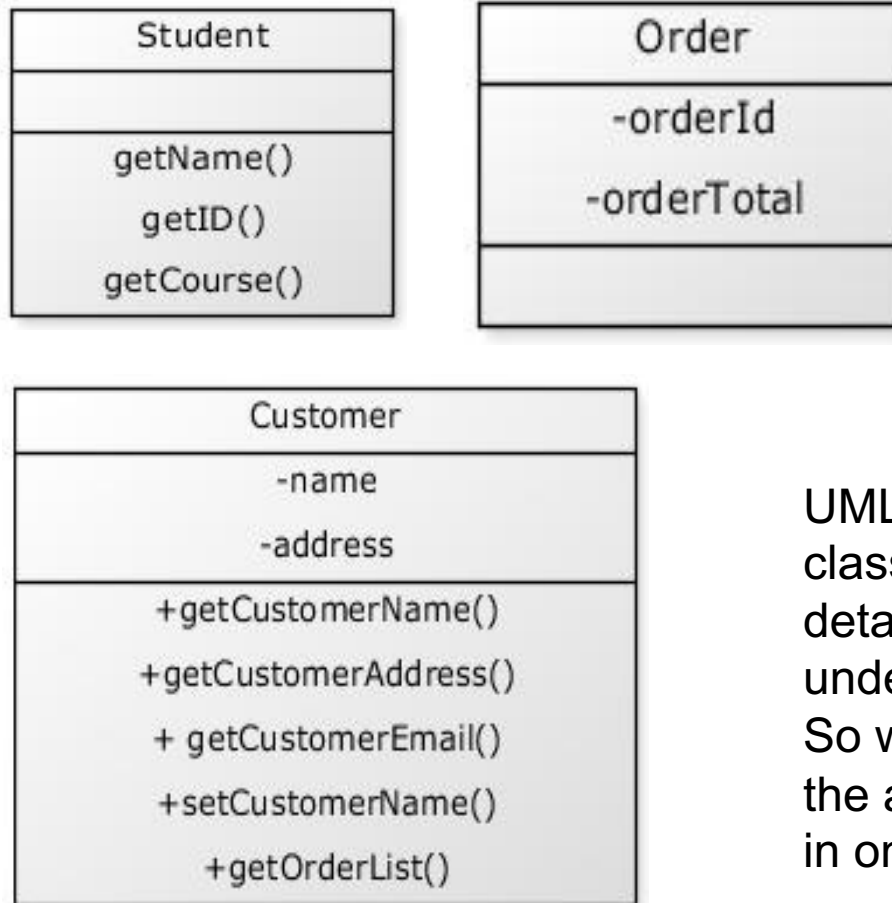 Student
getName()
getID()
getCourse()
Order
-orderId
-orderTotal
Customer
-name
-address
+getCustomerName()
+getCustomerAddress()
+ getCustomerEmail()
+setCustomerName()
+getOrderList()
UML
clas
deta
unde
So w
the a
in or